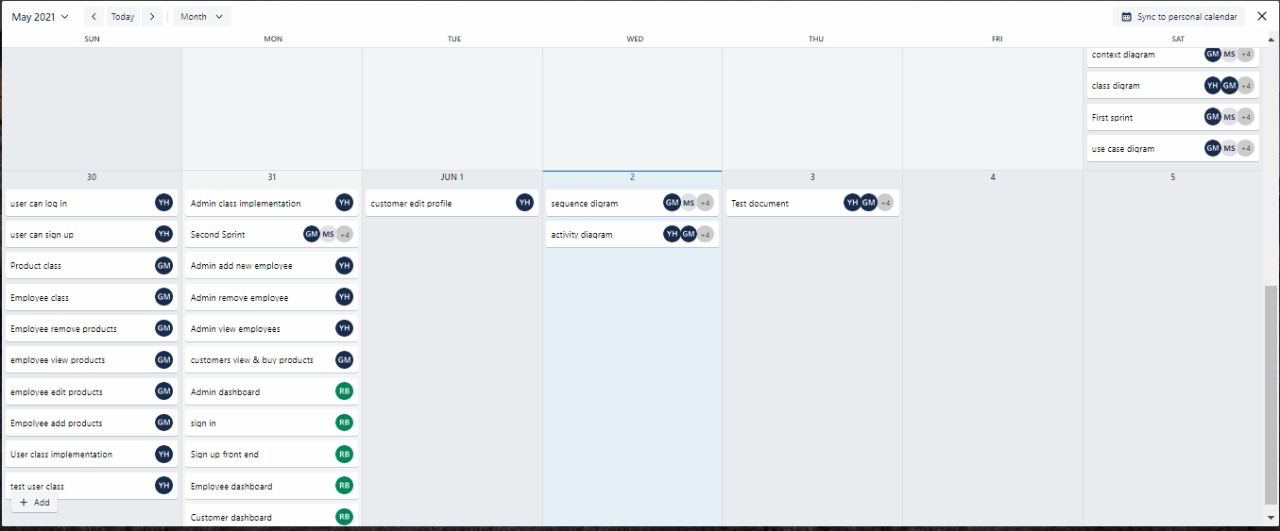 May 2021 Today Month Sync to personal calendar
SUN MON TUE WED THU FRI SAT
context diagram GM MS +4
class digram YH GM +4
First sprint GM MS +4
use case digram GM MS +4
30 31 JUN 1 2 3 4 5
user can log in YH Admin class implementation YH customer edit profile YH sequence digram GM MS +4 Test document YH GM +4
user can sign up YH Second Sprint GM MS +4 activity diagram YH GM +4
Product class GM Admin add new employee YH
Employee class GM Admin remove employee YH
Employee remove products GM Admin view employees YH
employee view products GM customers view & buy products GM
employee edit products GM Admin dashboard RB
Empolyee add products GM sign in RB
User class implementation YH Sign up front end RB
test user class YH Employee dashboard RB
+ Add
Customer dashboard RB